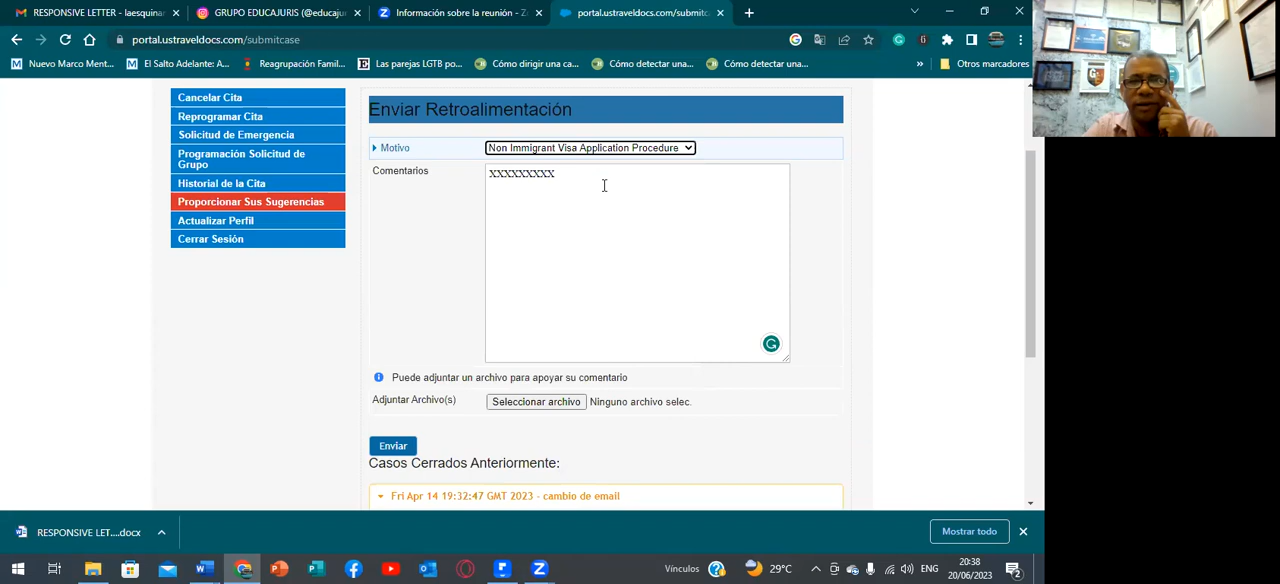 RESPONSIVE LETTER - laesquina
GRUPO EDUCAJURIS (@educaju
Información sobre la reunión - Z
portal.ustraveldocs.com/submitc
portal.ustraveldocs.com/submitcase
Nuevo Marco Ment...
El Salto Adelante: A...
Reagrupación Famil...
Las parejas LGTB po...
Cómo dirigir una ca...
Cómo detectar una...
Cómo detectar una...
»
Otros marcadores
Cancelar Cita
Reprogramar Cita
Solicitud de Emergencia
Programación Solicitud de
Grupo
Historial de la Cita
Proporcionar Sus Sugerencias
Actualizar Perfil
Cerrar Sesión
Enviar Retroalimentación
Motivo
Non Immigrant Visa Application Procedure
Comentarios
XXXXXXXXX
Puede adjuntar un archivo para apoyar su comentario
Adjuntar Archivo(s)
Seleccionar archivo
Ninguno archivo selec.
Enviar
Casos Cerrados Anteriormente:
Fri Apr 14 19:32:47 GMT 2023 - cambio de email
RESPONSIVE LET....docx
Mostrar todo
Vínculos
29°C
ENG
20:38
20/06/2023
2